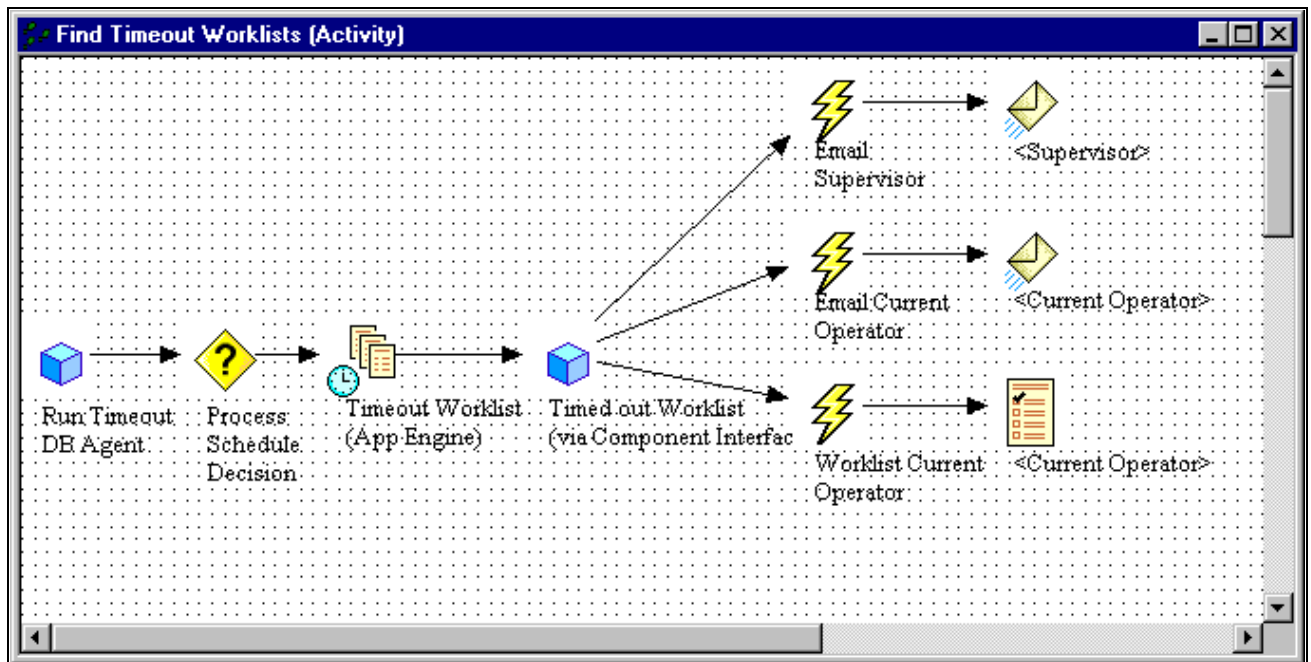 Find Timeout Worklists (Activity)
Email
Supervisor
<Supervisor>
Email Current
Operator
<Current Operator>
Run Timeout
DB Agent
?
Process
Schedule
Decision
Timeout Worklist
(App Engine)
Timed out Worklist
(via Component Interfac
Worklist Current
Operator
<Current Operator>